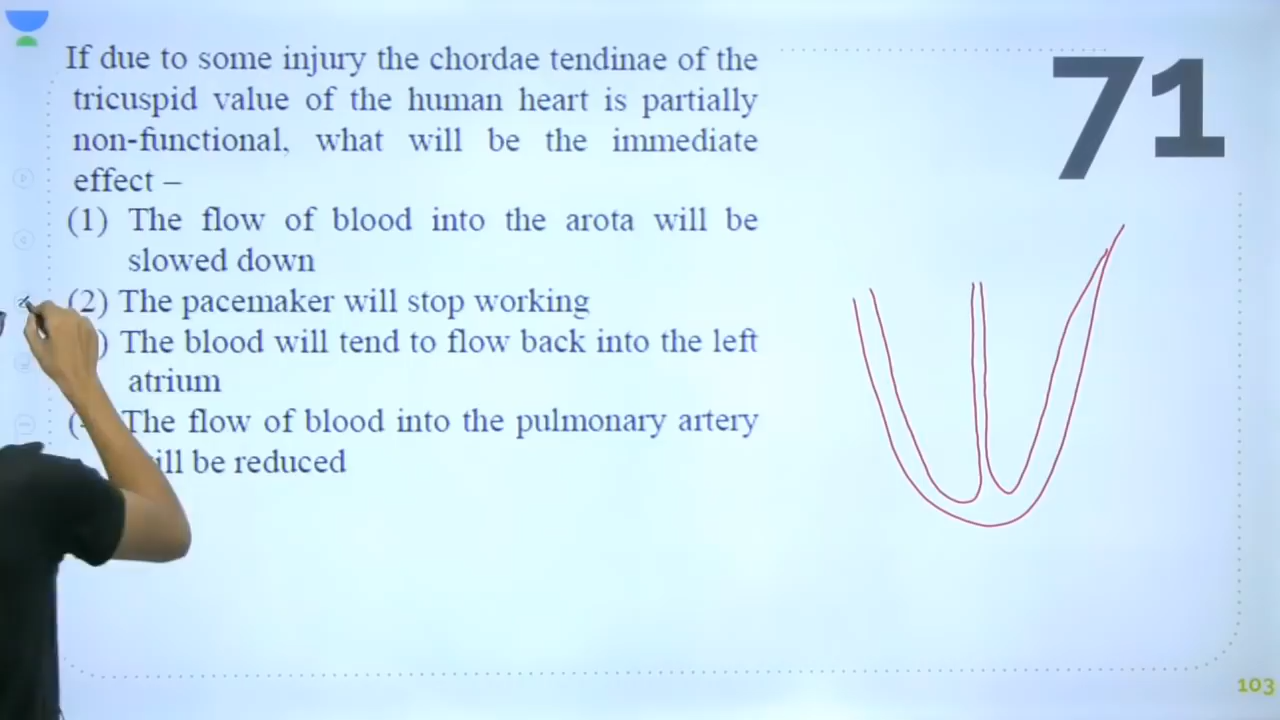 If due to some injury the chordae tendinae of the
tricuspid value of the human heart is partially
non-functional, what will be the immediate
effect –
(1) The flow of blood into the arota will be
slowed down
(2) The pacemaker will stop working
) The blood will tend to flow back into the left
atrium
( The flow of blood into the pulmonary artery
ill be reduced
71
103